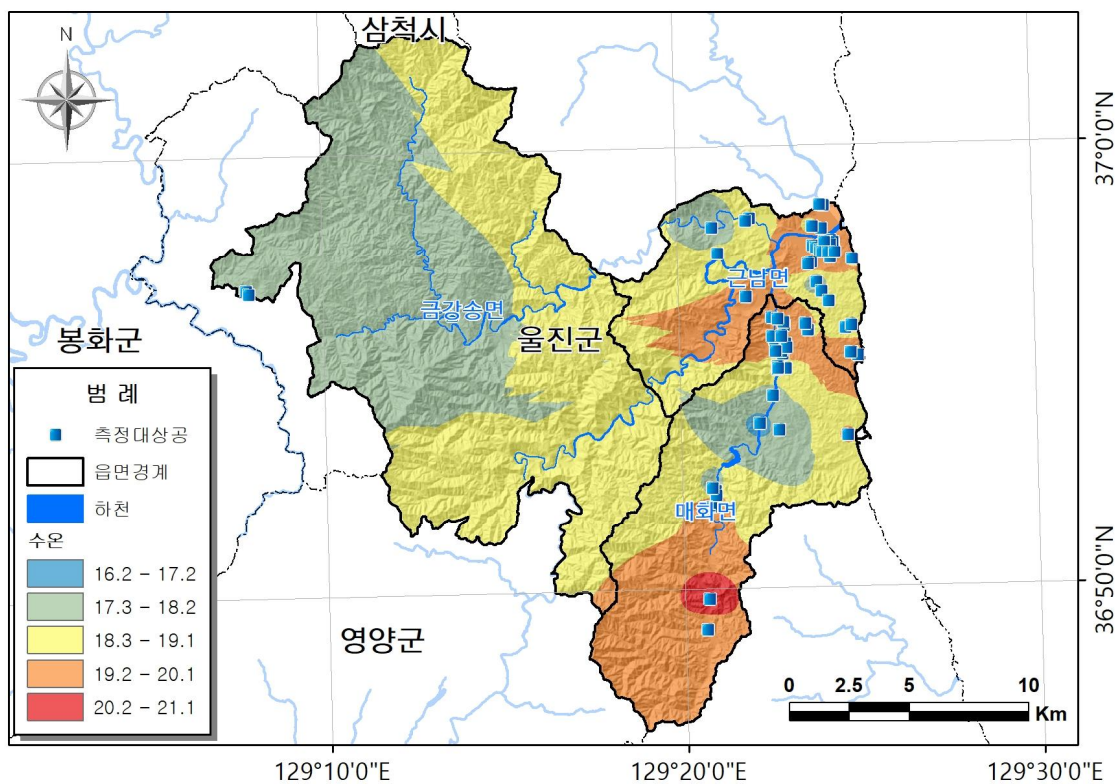 삼척시
N
37°0'0"N
근남면
금강송면
울진군
봉화군
범 례
측정대상공
읍면경계
하천
수온
16.2 - 17.2
17.3 - 18.2
18.3 - 19.1
19.2 - 20.1
20.2 - 21.1
매화면
36°50'0"N
영양군
0 2.5 5 10
Km
129°10'0"E 129°20'0"E 129°30'0"E